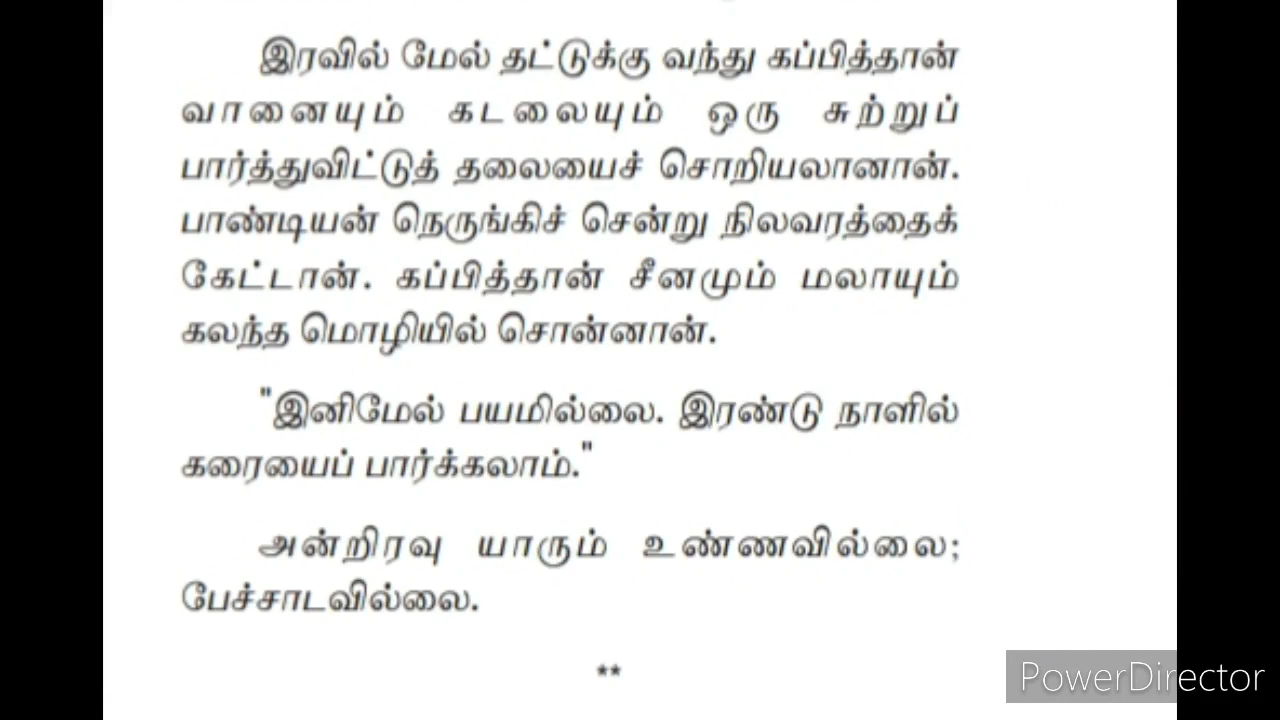 இரவில் மேல் தட்டுக்கு வந்து கப்பித்தான்
வானையும் கடலையும் ஒரு சுற்றுப்
பார்த்துவிட்டுத் தலையைச் சொறியலானான்.
பாண்டியன் நெருங்கிச் சென்று நிலவரத்தைக்
கேட்டான். கப்பித்தான் சீனமும் மலாயும்
கலந்த மொழியில் சொன்னான்.
"இனிமேல் பயமில்லை. இரண்டு நாளில்
கரையைப் பார்க்கலாம்."
அன்றிரவு யாரும் உண்ணவில்லை;
பேச்சாடவில்லை.
**
PowerDirector